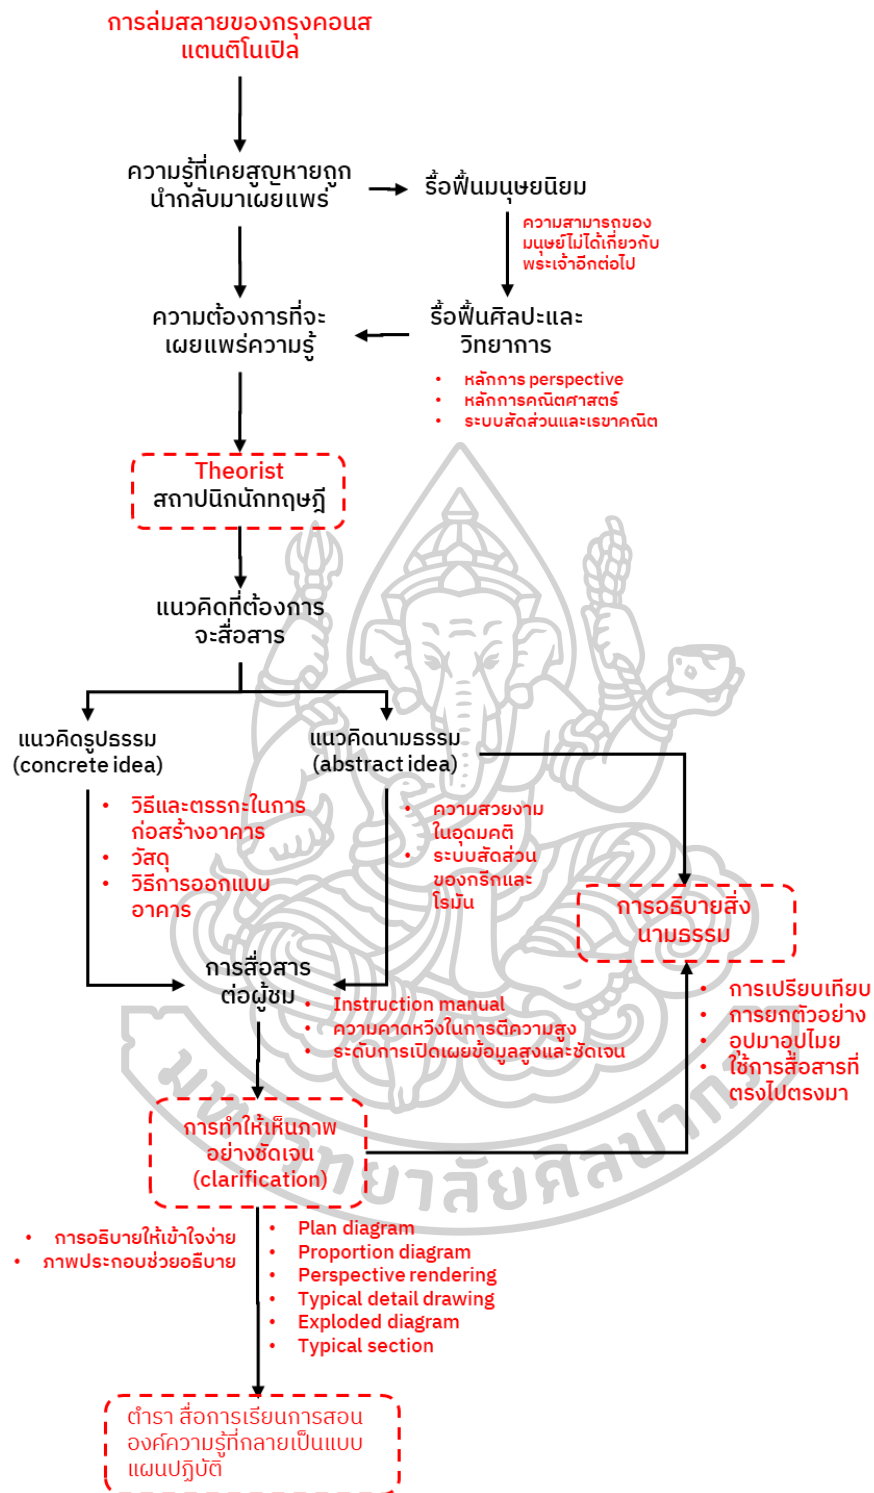 การล่มสลายของกรุงคอนส
แตนติโนเปิล
ความรู้ที่เคยสูญหายถูก
นำกลับมาเผยแพร่
รื้อฟื้นมนุษยนิยม
ความสามารถของ
มนุษย์ไม่ได้เกี่ยวกับ
พระเจ้าอีกต่อไป
ความต้องการที่จะ
เผยแพร่ความรู้
รื้อฟื้นศิลปะและ
วิทยาการ
• หลักการ perspective
• หลักการคณิตศาสตร์
• ระบบสัดส่วนและเรขาคณิต
Theorist
สถาปนิกนักทฤษฎี
แนวคิดที่ต้องการ
จะสื่อสาร
แนวคิดรูปธรรม
(concrete idea)
แนวคิดนามธรรม
(abstract idea)
• วิธีและตรรกะในการ
ก่อสร้างอาคาร
• วัสดุ
• วิธีการออกแบบ
อาคาร
• ความสวยงาม
ในอุดมคติ
• ระบบสัดส่วน
ของกรีกและ
โรมัน
การอธิบายสิ่ง
นามธรรม
การสื่อสาร
ต่อผู้ชม
• Instruction manual
• ความคาดหวังในการตีความสูง
• ระดับการเปิดเผยข้อมูลสูงและชัดเจน
• การเปรียบเทียบ
• การยกตัวอย่าง
• อุปมาอุปไมย
• ใช้การสื่อสารที่
ตรงไปตรงมา
การทำให้เห็นภาพ
อย่างชัดเจน
(clarification)
มหาวิทยาลัยศิลปากร
• การอธิบายให้เข้าใจง่าย
• ภาพประกอบช่วยอธิบาย
• Plan diagram
• Proportion diagram
• Perspective rendering
• Typical detail drawing
• Exploded diagram
• Typical section
ตำรา สื่อการเรียนการสอน
องค์ความรู้ที่กลายเป็นแบบ
แผนปฏิบัติ